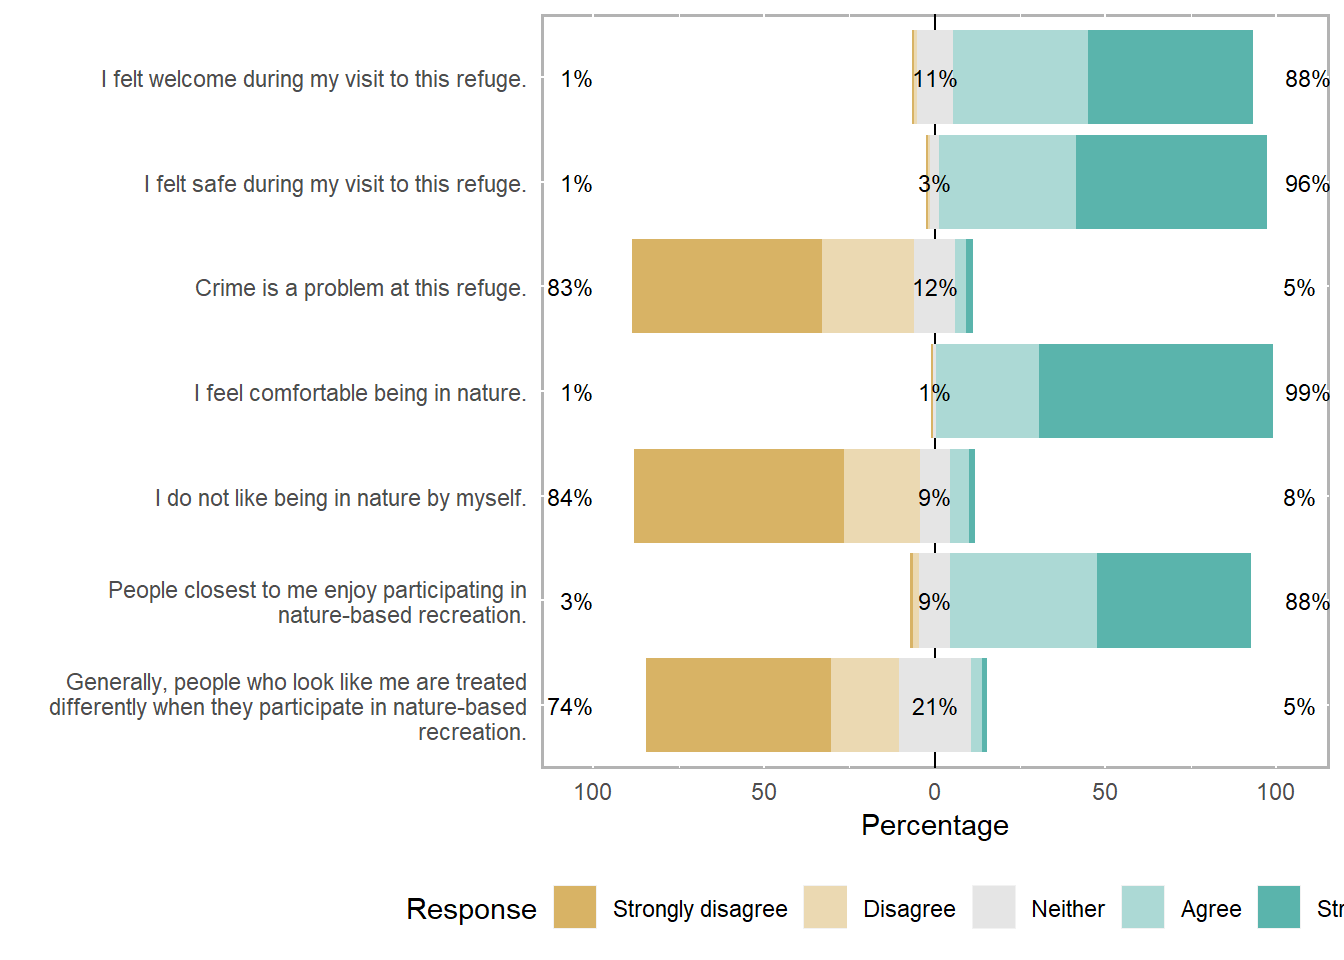 I felt welcome during my visit to this refuge. 1% 11% 88%
I felt safe during my visit to this refuge. 1% 3% 96%
Crime is a problem at this refuge. 83% 12% 5%
I feel comfortable being in nature. 1% 1% 99%
I do not like being in nature by myself. 84% 9% 8%
People closest to me enjoy participating in
nature-based recreation. 3% 9% 88%
Generally, people who look like me are treated
differently when they participate in nature-based
recreation. 74% 21% 5%
100 50 0 50 100
Percentage
Response Strongly disagree Disagree Neither Agree Str